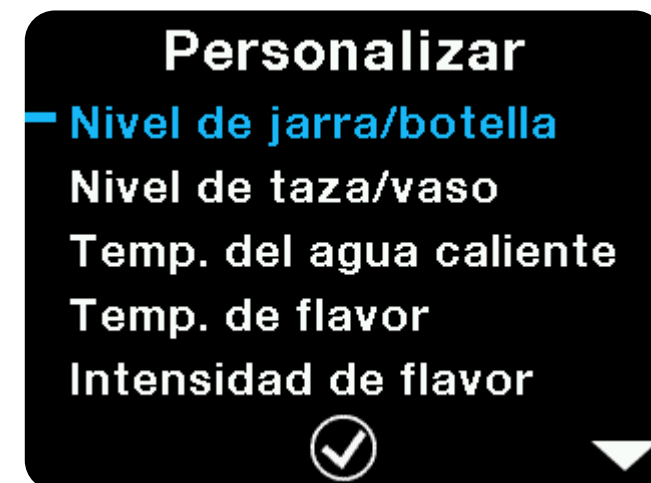 Personalizar
Nivel de jarra/botella
Nivel de taza/vaso
Temp. del agua caliente
Temp. de flavor
Intensidad de flavor